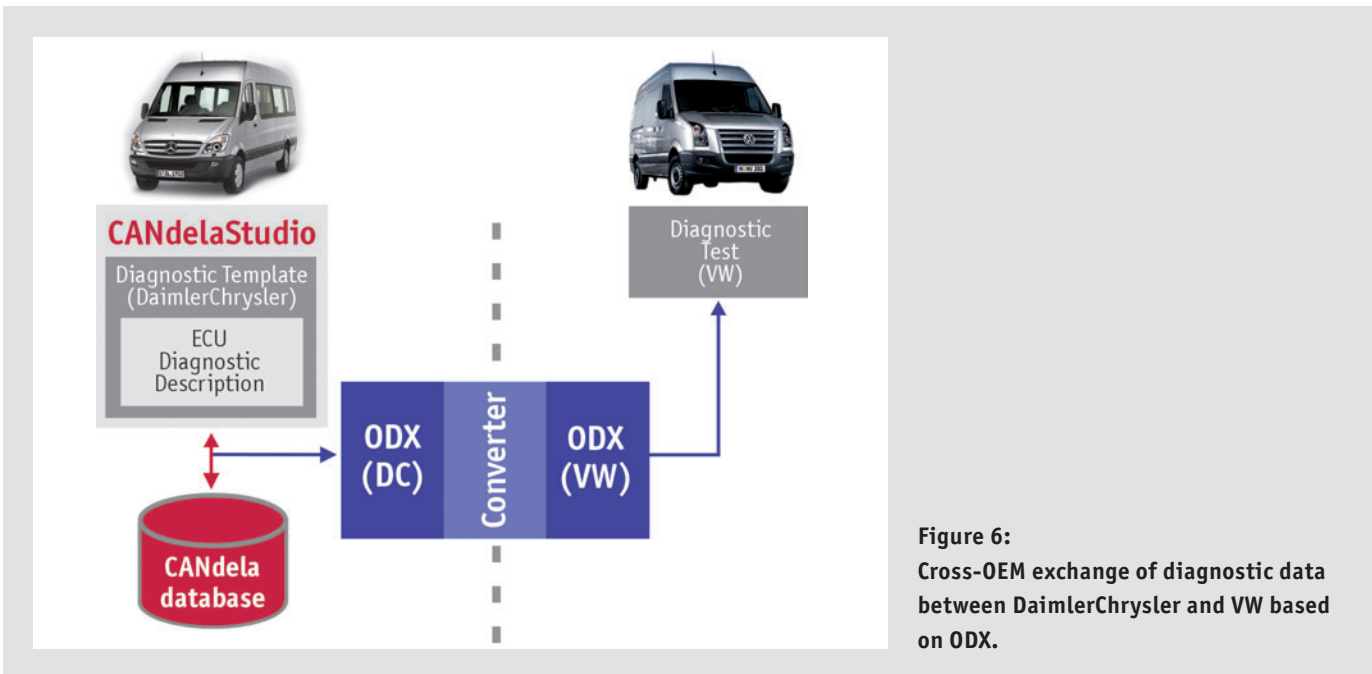 CANdelaStudio
Diagnostic Template
(DaimlerChrysler)
ECU
Diagnostic
Description
CANdela
database
ODX
(DC)
Converter
ODX
(VW)
Diagnostic
Test
(VW)
Figure 6:
Cross-OEM exchange of diagnostic data
between DaimlerChrysler and VW based
on ODX.